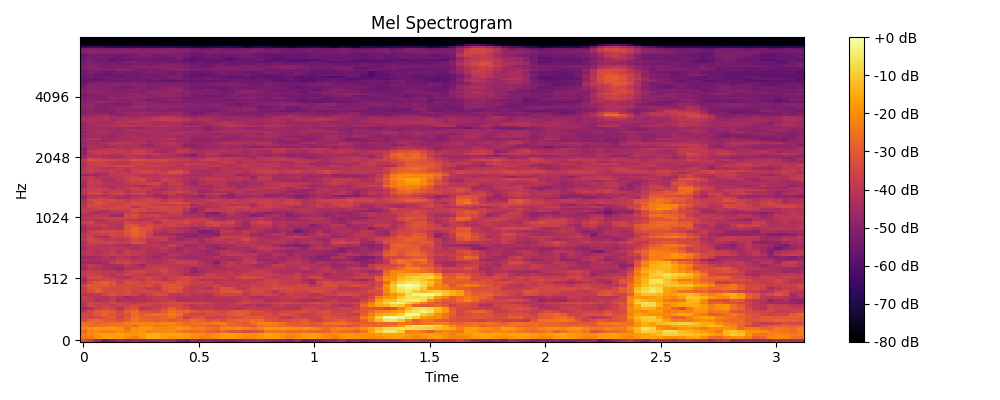 Mel Spectrogram
+0 dB
-10 dB
-20 dB
-30 dB
-40 dB
-50 dB
-60 dB
-70 dB
-80 dB
4096
2048
1024
512
0
Hz
0
0.5
1
1.5
2
2.5
3
Time